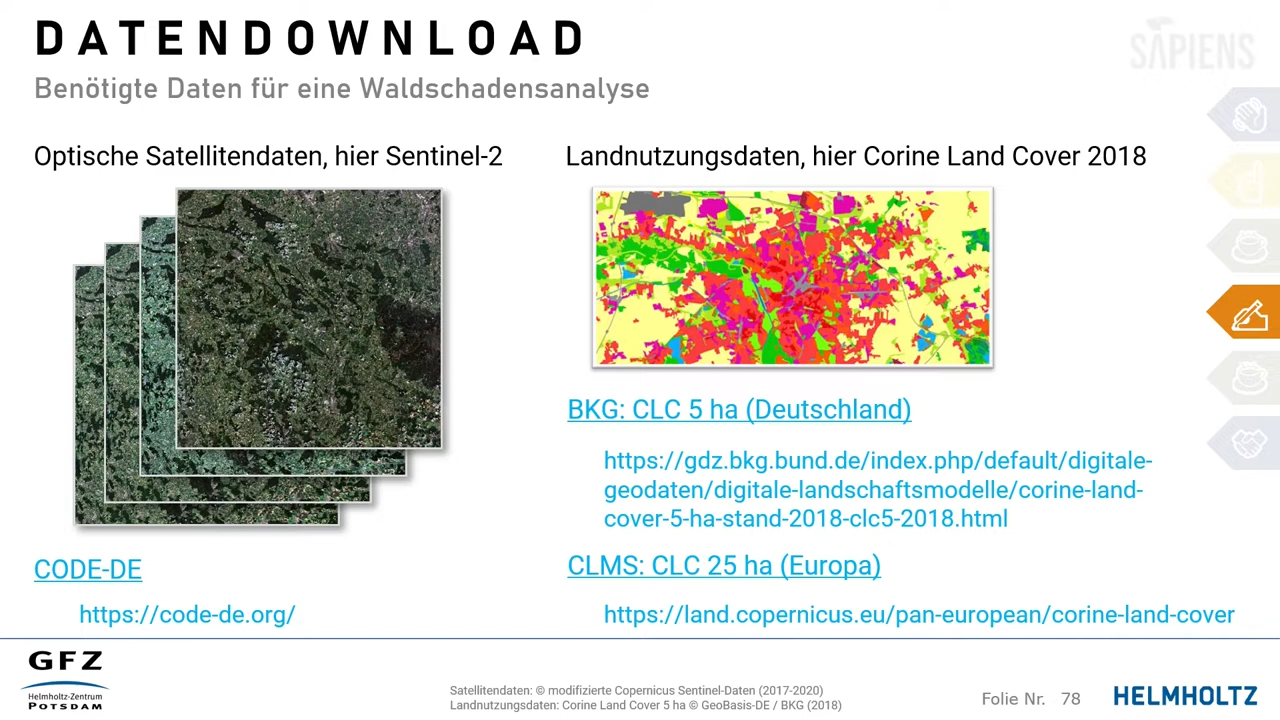 DATENDOWNLOAD
Benötigte Daten für eine Waldschadensanalyse
SAPIENS
Optische Satellitendaten, hier Sentinel-2
CODE-DE
https://code-de.org/
Landnutzungsdaten, hier Corine Land Cover 2018
BKG: CLC 5 ha (Deutschland)
https://gdz.bkg.bund.de/index.php/default/digitale-
geodaten/digitale-landschaftsmodelle/corine-land-
cover-5-ha-stand-2018-clc5-2018.html
CLMS: CLC 25 ha (Europa)
https://land.copernicus.eu/pan-european/corine-land-cover
GFZ
Helmholtz-Zentrum
POTSDAM
Satellitendaten: © modifizierte Copernicus Sentinel-Daten (2017-2020)
Landnutzungsdaten: Corine Land Cover 5 ha © GeoBasis-DE / BKG (2018)
Folie Nr. 78
HELMHOLTZ